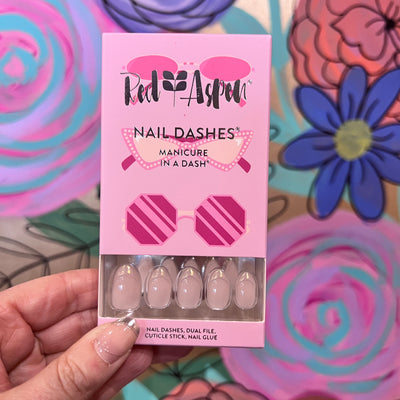 Red Aspen
NAIL DASHES®
MANICURE
IN A DASH®
NAIL DASHES, DUAL FILE,
CUTICLE STICK, NAIL GLUE